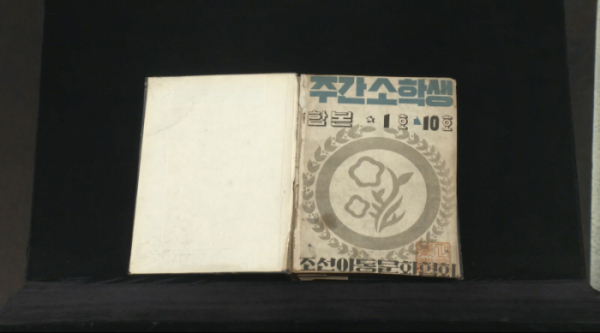 주간소학생
합본 1호 10호
조선아동문화협회